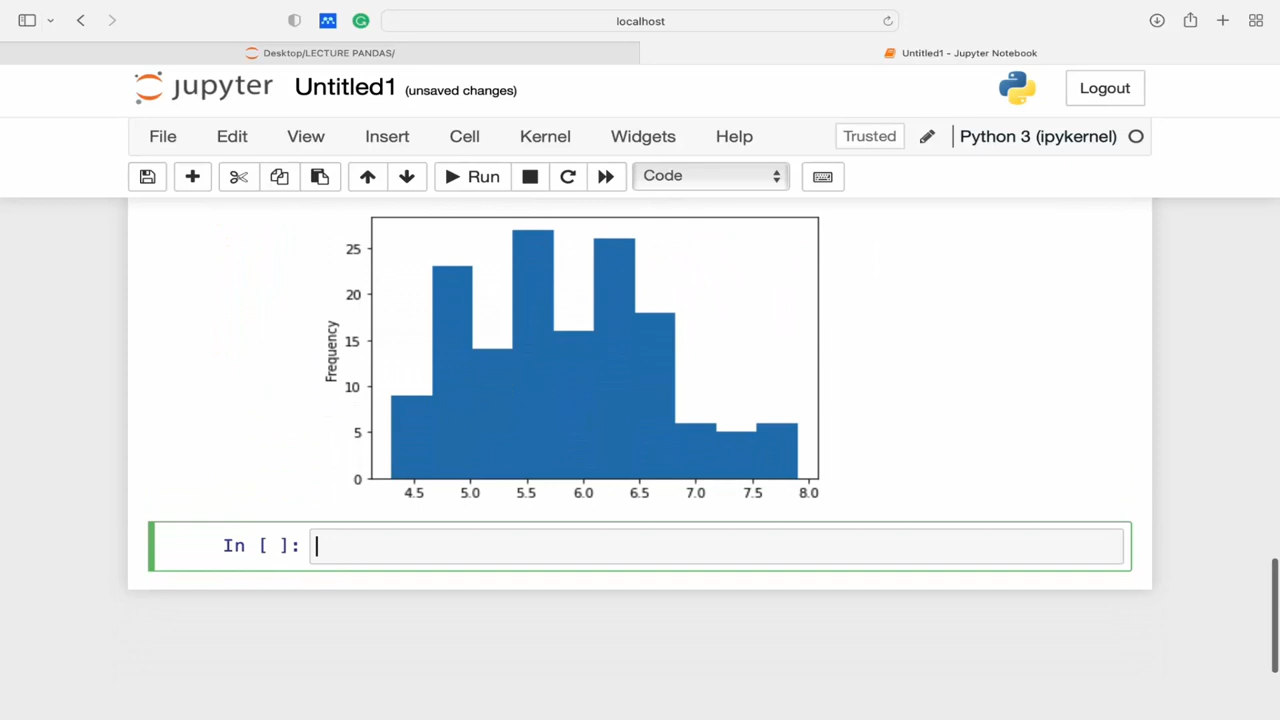 localhost
Desktop/LECTURE PANDAS/
Untitled1 - Jupyter Notebook
jupyter Untitled1 (unsaved changes)
Logout
File Edit View Insert Cell Kernel Widgets Help
Trusted Python 3 (ipykernel)
Run Code
25
20
15
10
5
0
Frequency
4.5 5.0 5.5 6.0 6.5 7.0 7.5 8.0
In [ ]: